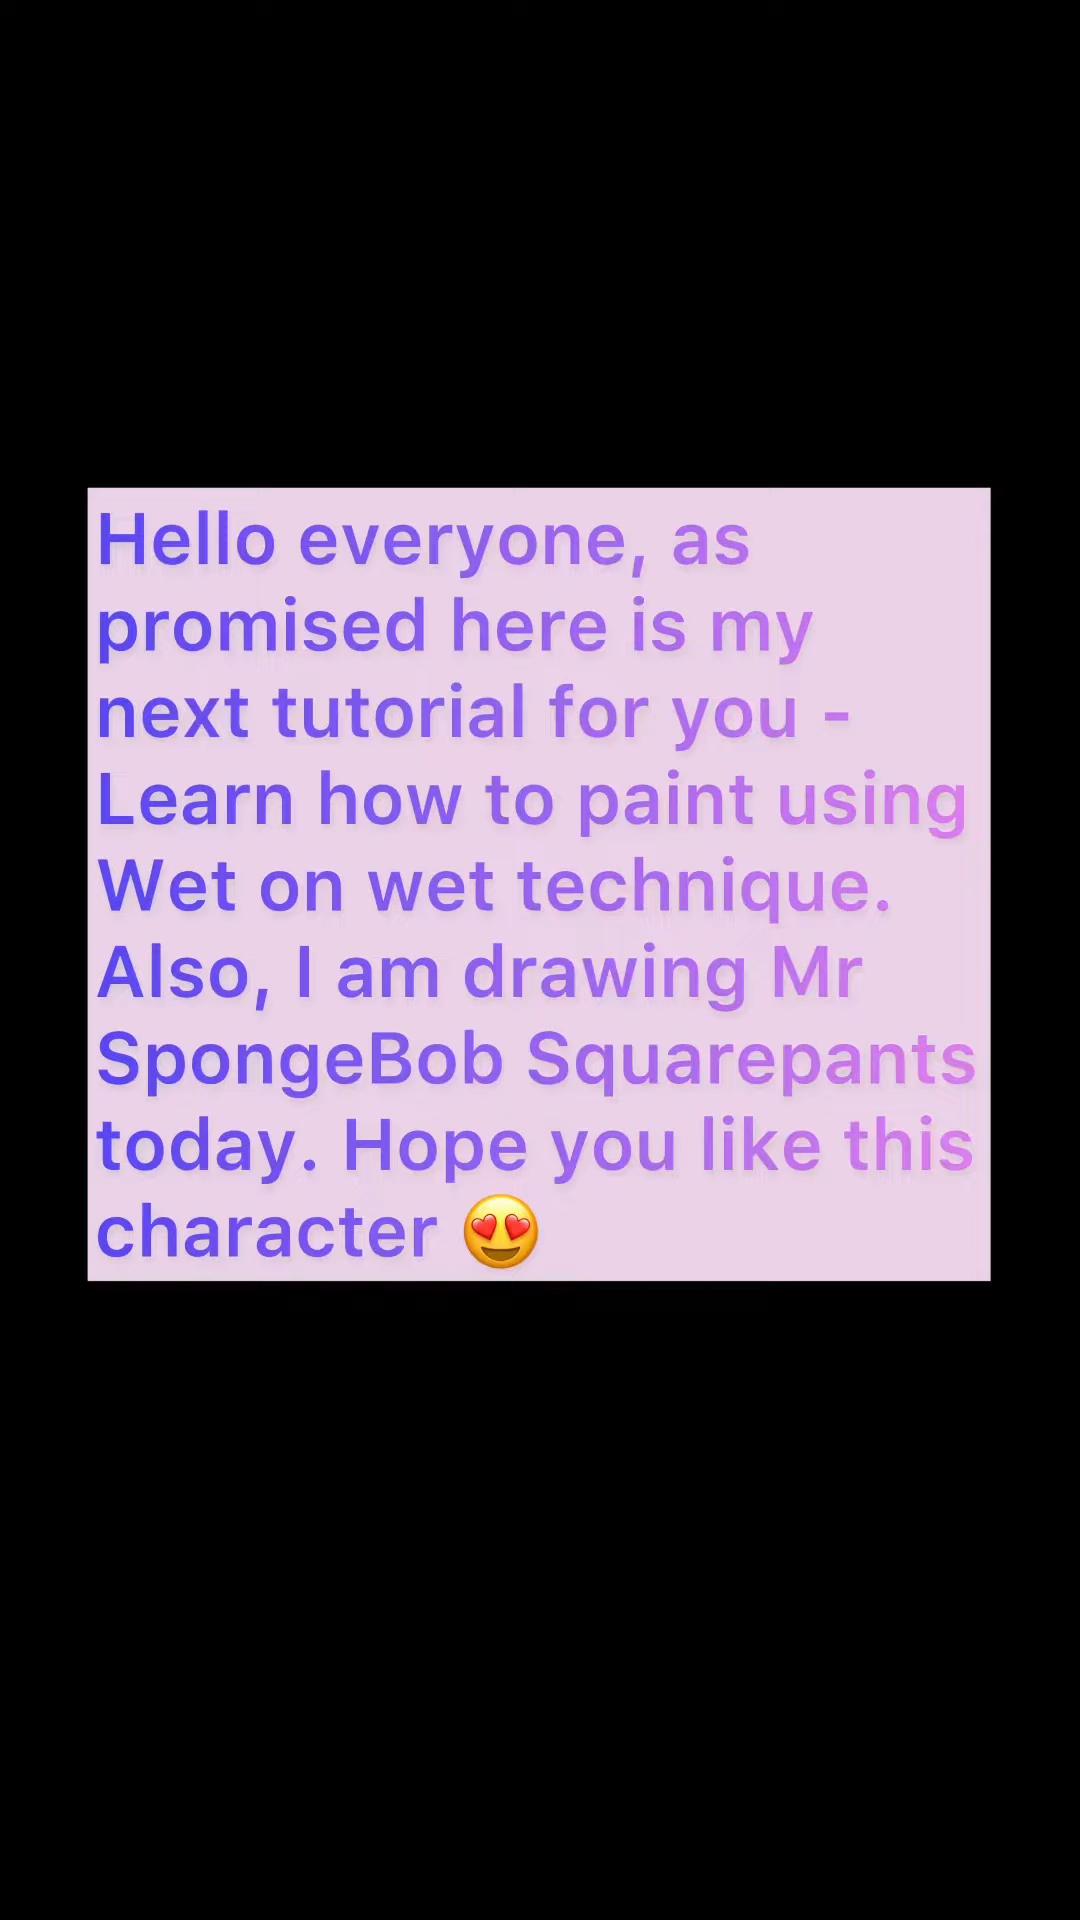 Hello everyone, as
promised here is my
next tutorial for you -
Learn how to paint using
Wet on wet technique.
Also, I am drawing Mr
SpongeBob Squarepants
today. Hope you like this
character 😍